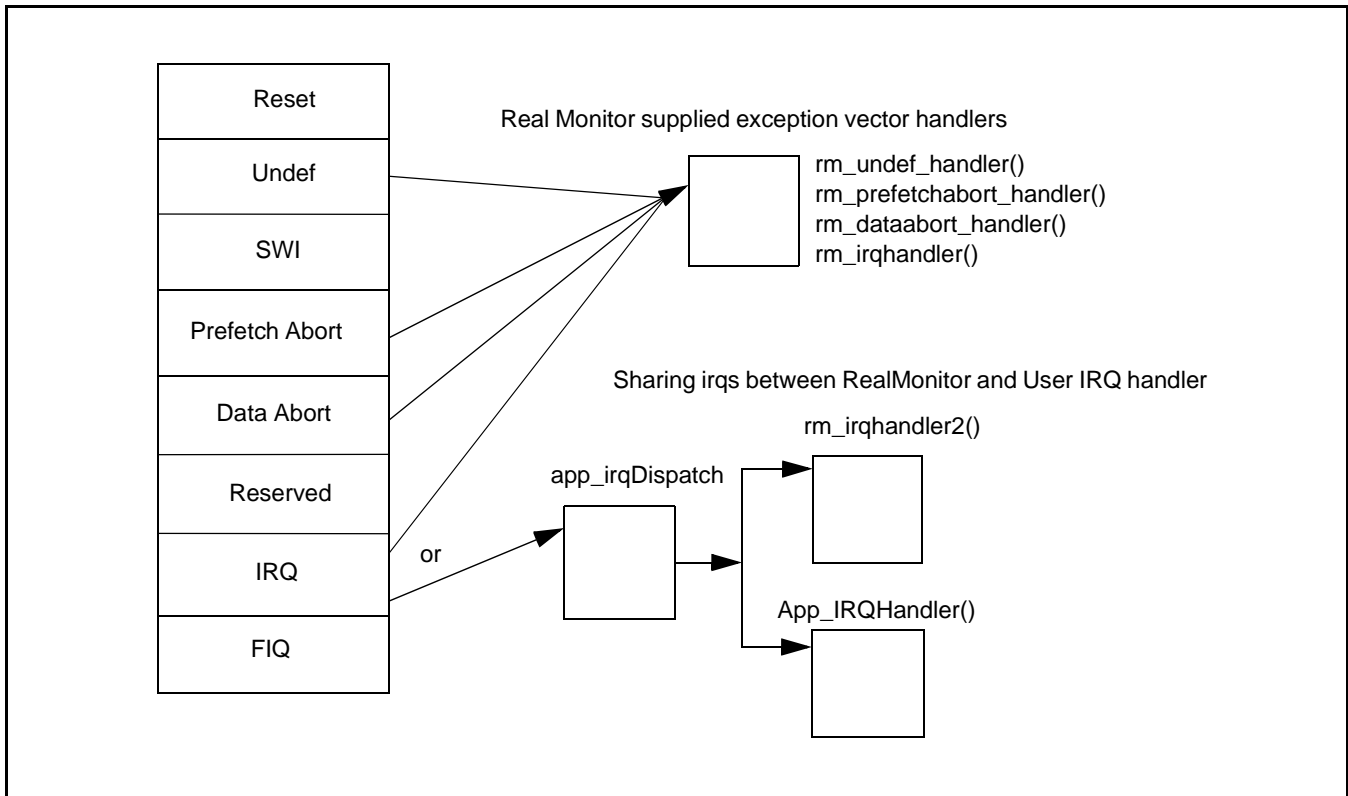 Reset
Undef
SWI
Prefetch Abort
Data Abort
Reserved
IRQ
FIQ
Real Monitor supplied exception vector handlers
rm_undef_handler()
rm_prefetchabort_handler()
rm_dataabort_handler()
rm_irqhandler()
Sharing irqs between RealMonitor and User IRQ handler
rm_irqhandler2()
app_irqDispatch
or
App_IRQHandler()